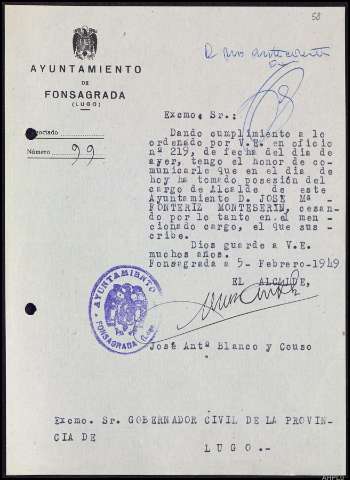 58
AYUNTAMIENTO
DE
FONSAGRADA
(LUGO)
Negociado
Número 99
Excmo. Sr.;
Dando cumplimiento a lo
ordenado por V.E. en oficio
nº 219, de fecha del dia de
ayer, tengo el honor de co-
municarle que en el dia de
hoy ha tomado posesión del
cargo de Alcalde de este
Ayuntamiento D. JOSE Mª
FONTERIZ MONTESERIN, cesan-
do por lo tanto en el men-
cionado cargo, el que sus-
cribe.
Dios guarde a V.E.
muchos años.
Fonsagrada a 5- Febrero-1949
EL ALCALDE,
AYUNTAMIENTO
FONSAGRADA (Lugo)
José Antº Blanco y Couso
Excmo. Sr. GOBERNADOR CIVIL DE LA PROVIN-
CIA DE
LUGO.--
AHPLU